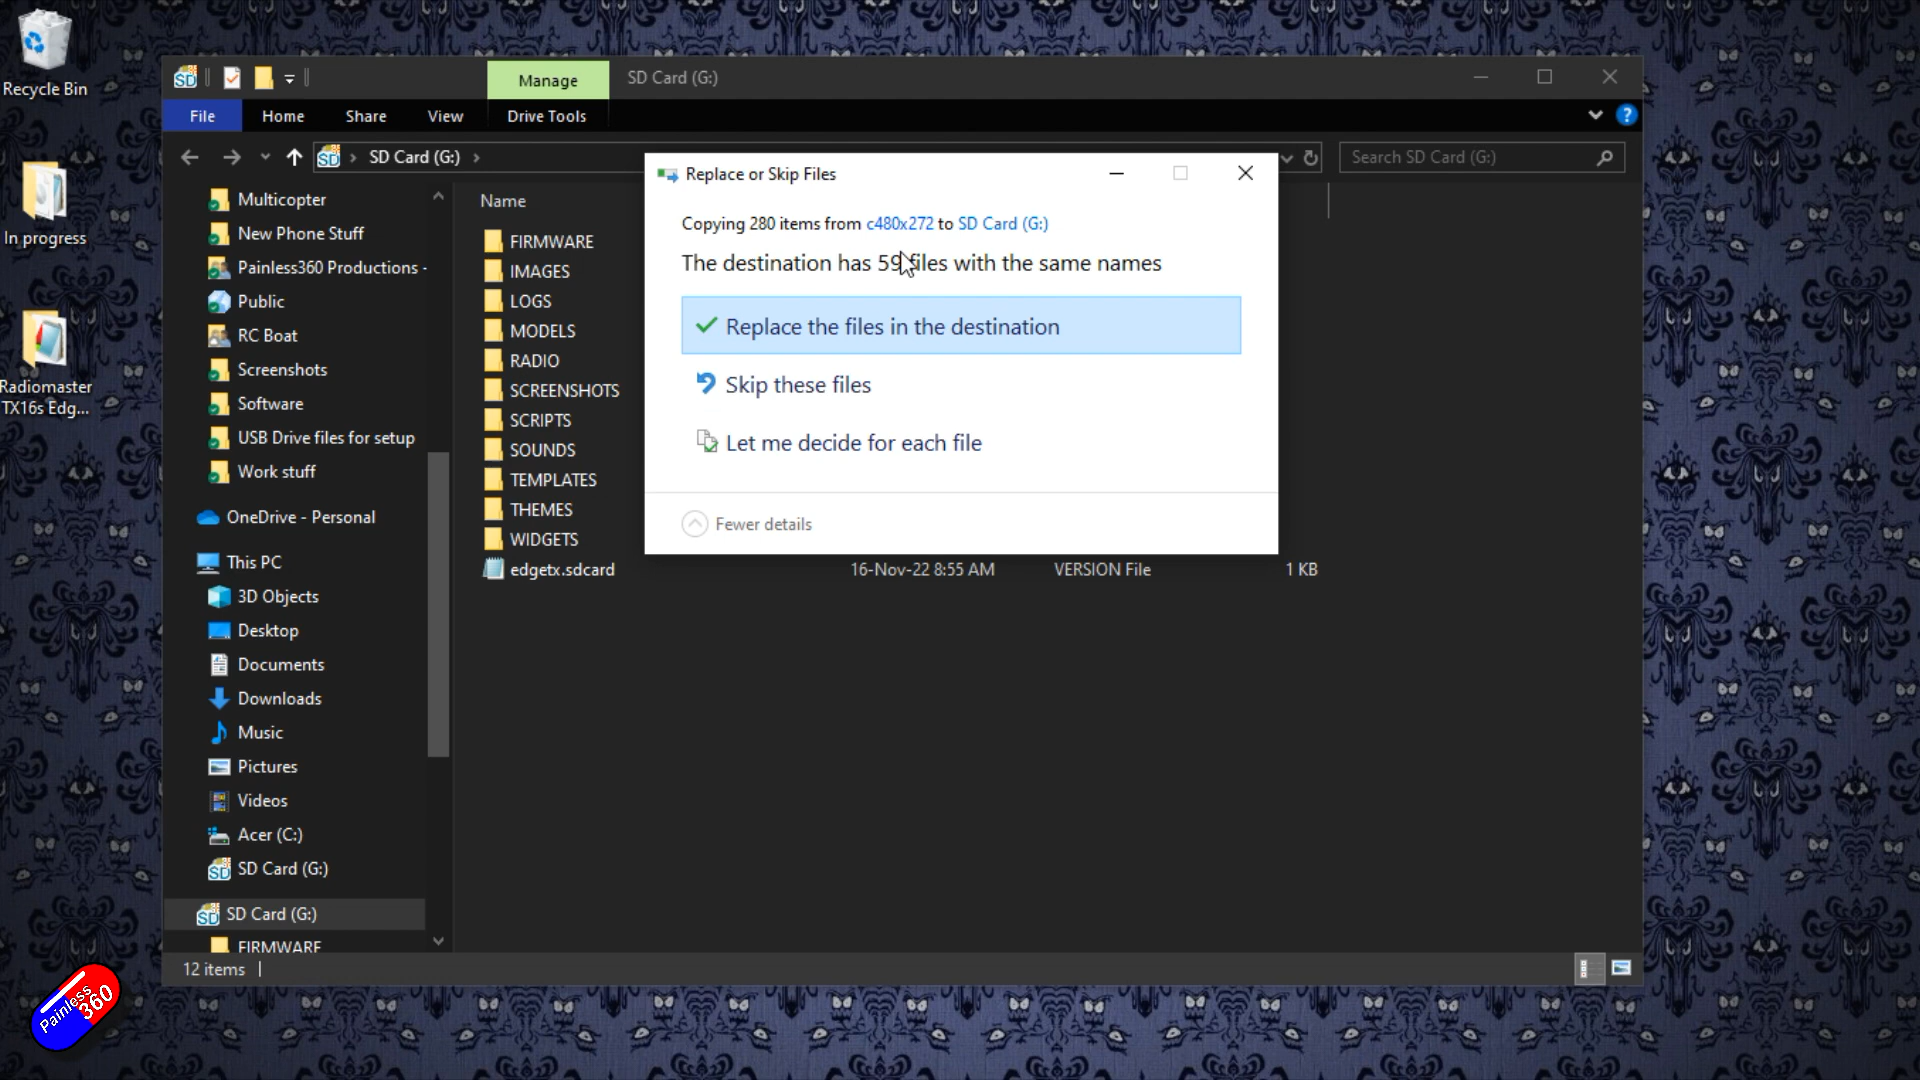 Recycle Bin
In progress
Radiomaster
TX16s Edg...
Manage
SD Card (G:)
File
Home
Share
View
Drive Tools
SD Card (G:)
Search SD Card (G:)
Multicopter
New Phone Stuff
Painless360 Productions -
Public
RC Boat
Screenshots
Software
USB Drive files for setup
Work stuff
OneDrive - Personal
This PC
3D Objects
Desktop
Documents
Downloads
Music
Pictures
Videos
Acer (C:)
SD Card (G:)
SD Card (G:)
FIRMWARE
Name
FIRMWARE
IMAGES
LOGS
MODELS
RADIO
SCREENSHOTS
SCRIPTS
SOUNDS
TEMPLATES
THEMES
WIDGETS
edgetx.sdcard 16-Nov-22 8:55 AM VERSION File 1 KB
Replace or Skip Files
Copying 280 items from c480x272 to SD Card (G:)
The destination has 59 files with the same names
Replace the files in the destination
Skip these files
Let me decide for each file
Fewer details
12 items
Painless
360